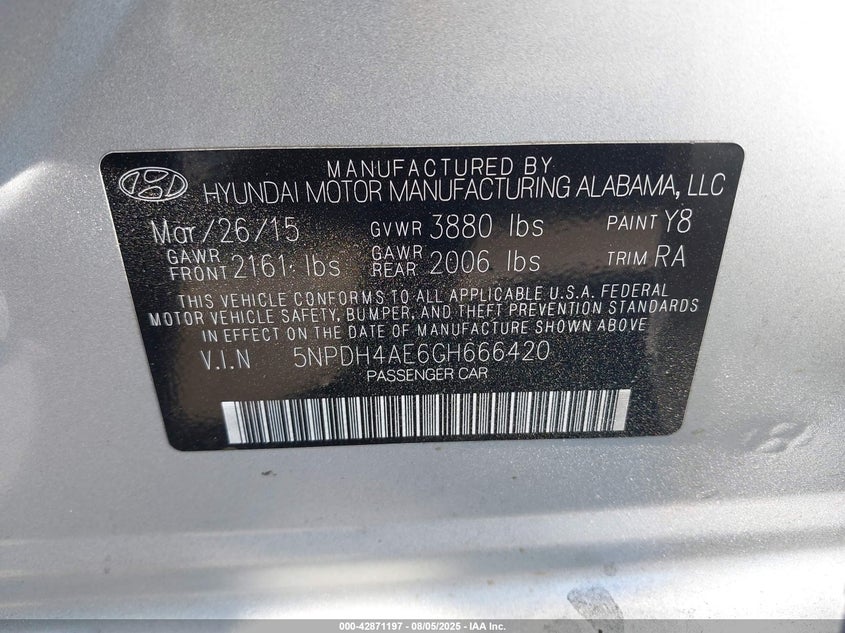 MANUFACTURED BY
HYUNDAI MOTOR MANUFACTURING ALABAMA, LLC
Mar/26/15 GVWR 3880 lbs PAINT Y8
GAWR FRONT 2161 lbs GAWR REAR 2006 lbs TRIM RA
THIS VEHICLE CONFORMS TO ALL APPLICABLE U.S.A. FEDERAL
MOTOR VEHICLE SAFETY, BUMPER, AND THEFT PREVENTION STANDARDS
IN EFFECT ON THE DATE OF MANUFACTURE SHOWN ABOVE
V.I.N 5NPDH4AE6GH666420
PASSENGER CAR
000-42871197 - 08/05/2025 - IAA Inc.